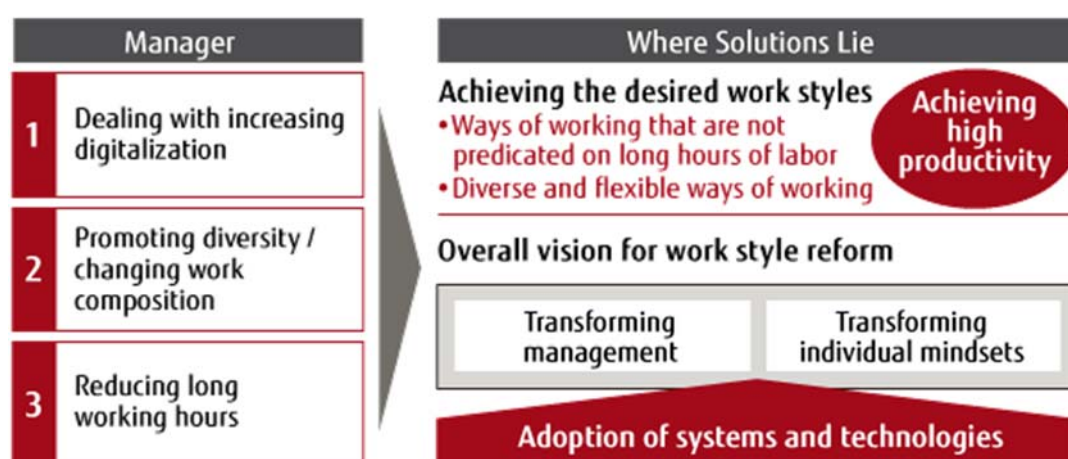 Manager
1
Dealing with increasing
digitalization
2
Promoting diversity /
changing work
composition
3
Reducing long
working hours
Where Solutions Lie
Achieving the desired work styles
•Ways of working that are not
predicated on long hours of labor
•Diverse and flexible ways of working
Achieving
high
productivity
Overall vision for work style reform
Transforming
management
Transforming
individual mindsets
Adoption of systems and technologies